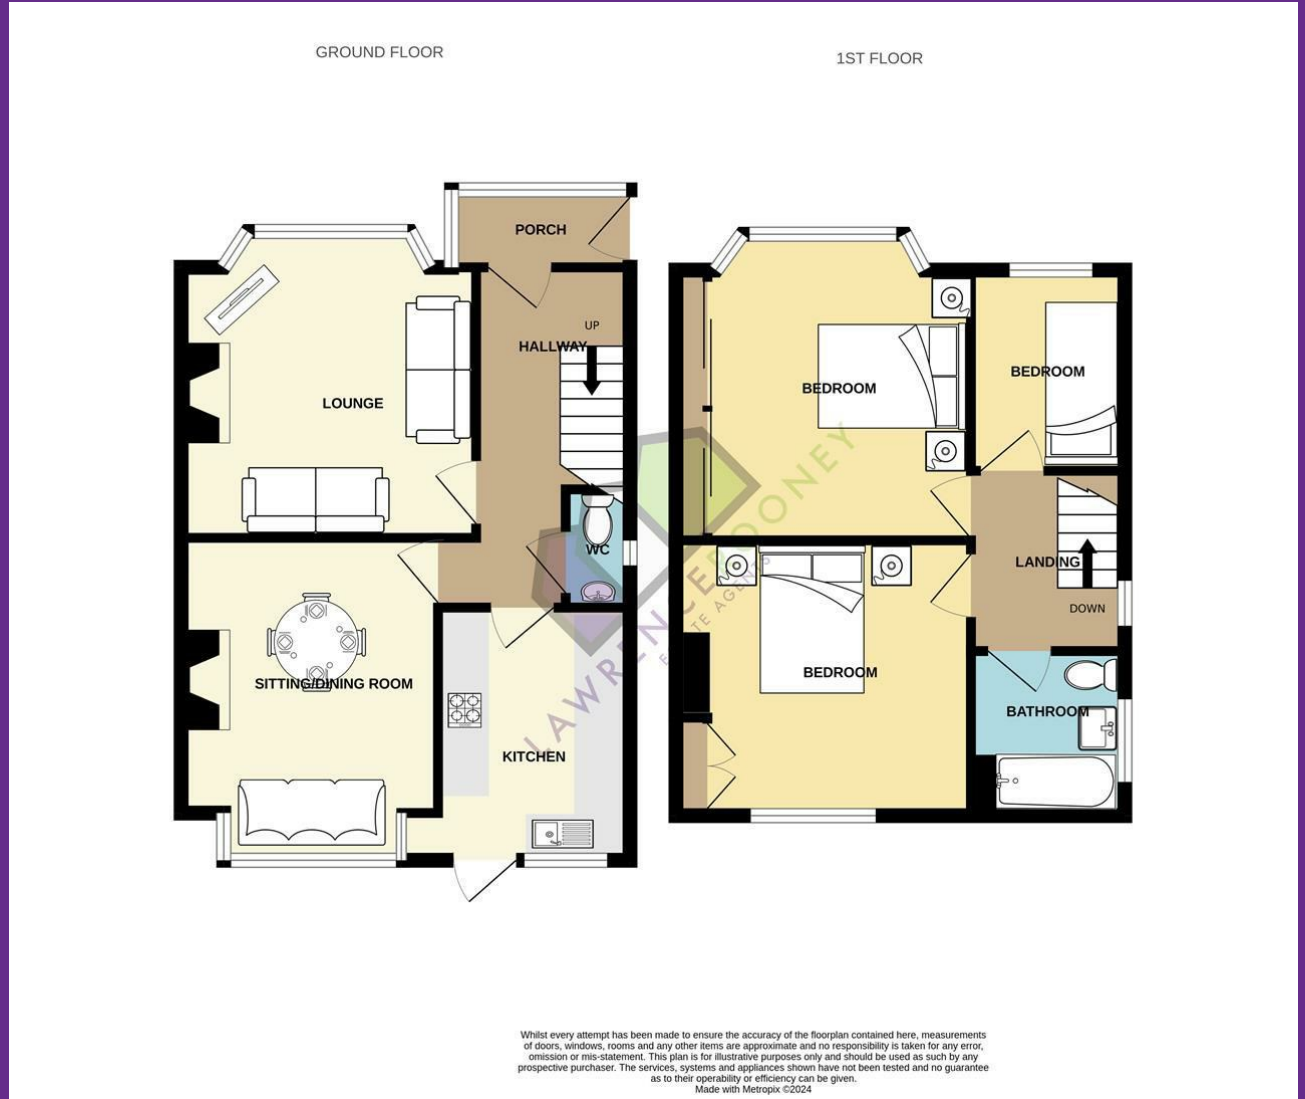 GROUND FLOOR
1ST FLOOR
PORCH
UP
HALLWAY
LOUNGE
WC
SITTING/DINING ROOM
KITCHEN
BEDROOM
BEDROOM
LANDING
DOWN
BEDROOM
BATHROOM
LAWRENCE ROONEY
ESTATE AGENTS
Whilst every attempt has been made to ensure the accuracy of the floorplan contained here, measurements
of doors, windows, rooms and any other items are approximate and no responsibility is taken for any error,
omission or mis-statement. This plan is for illustrative purposes only and should be used as such by any
prospective purchaser. The services, systems and appliances shown have not been tested and no guarantee
as to their operability or efficiency can be given.
Made with Metropix ©2024